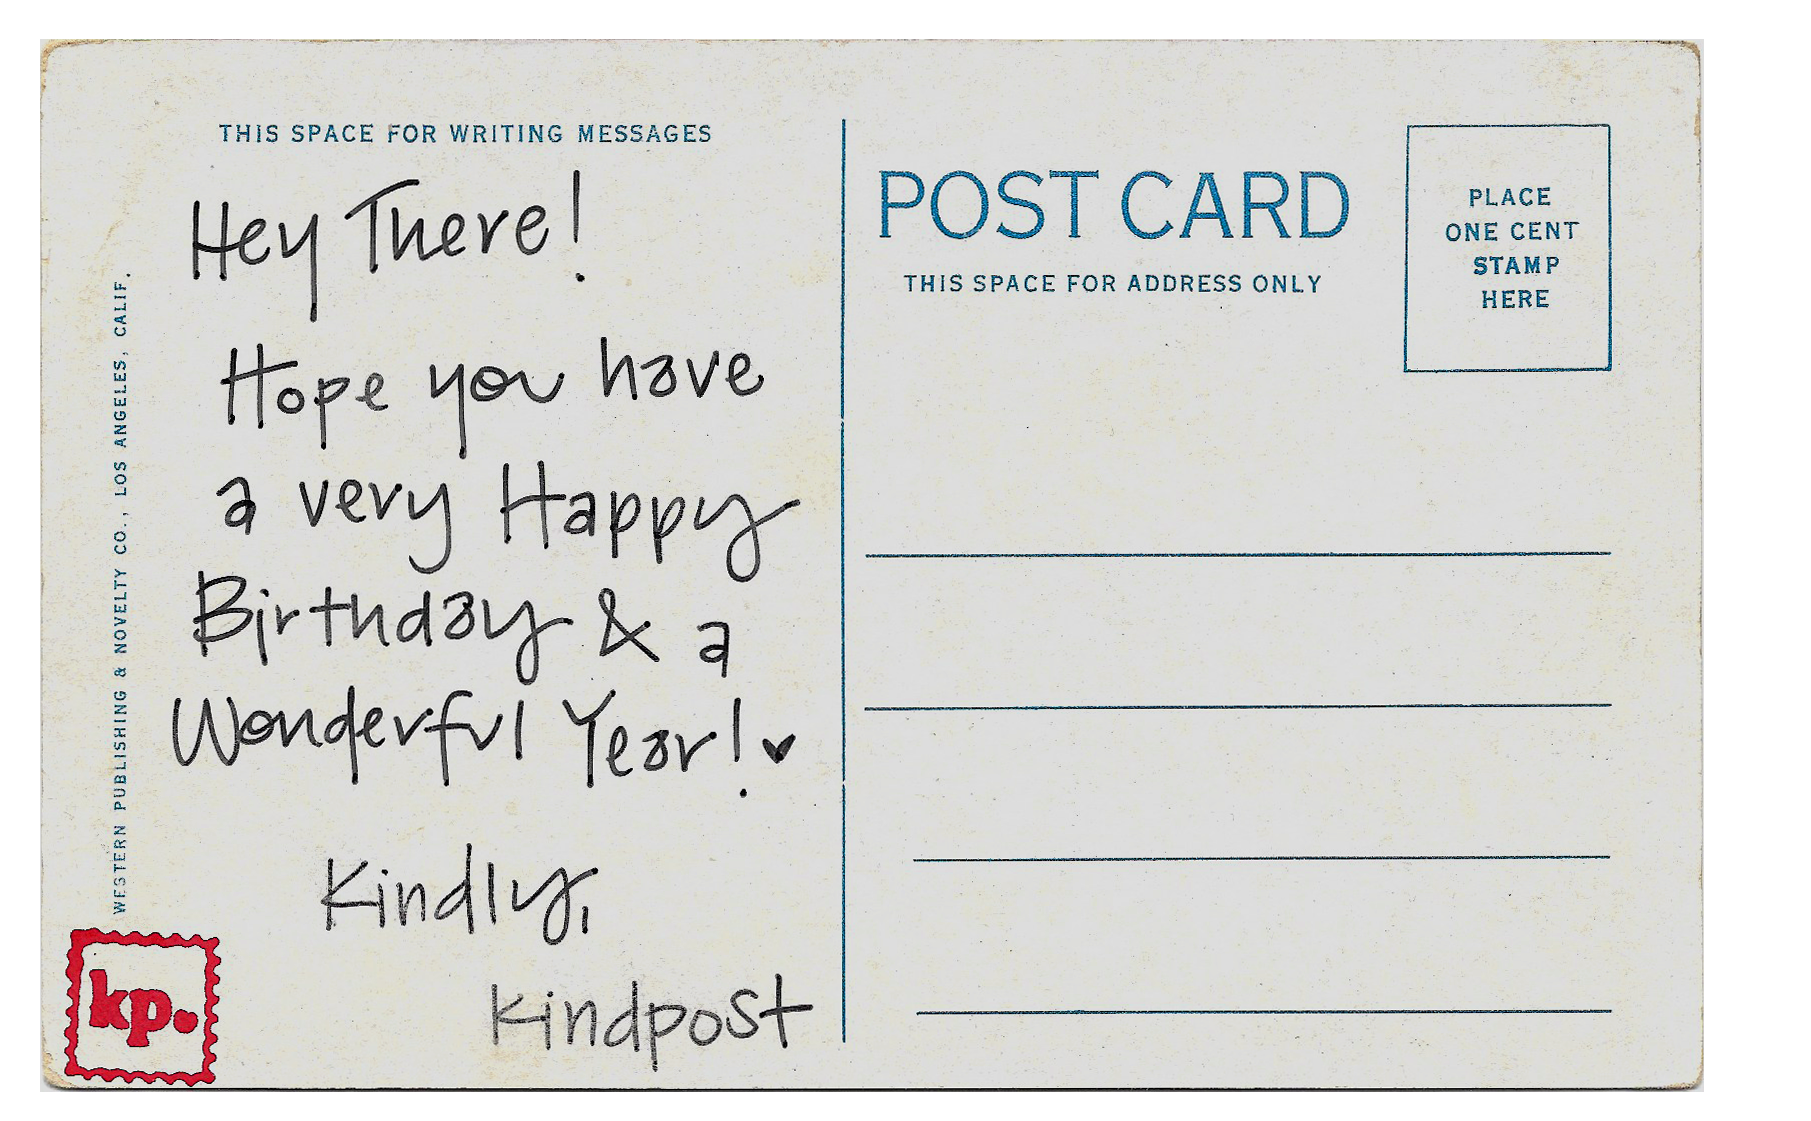 THIS SPACE FOR WRITING MESSAGES
Hey There!
Hope you have
a very Happy
Birthday & a
Wonderful Year! ♥
Kindly,
Kindpost
WESTERN PUBLISHING & NOVELTY CO., LOS ANGELES, CALIF.
kp.
POST CARD
THIS SPACE FOR ADDRESS ONLY
PLACE
ONE CENT
STAMP
HERE